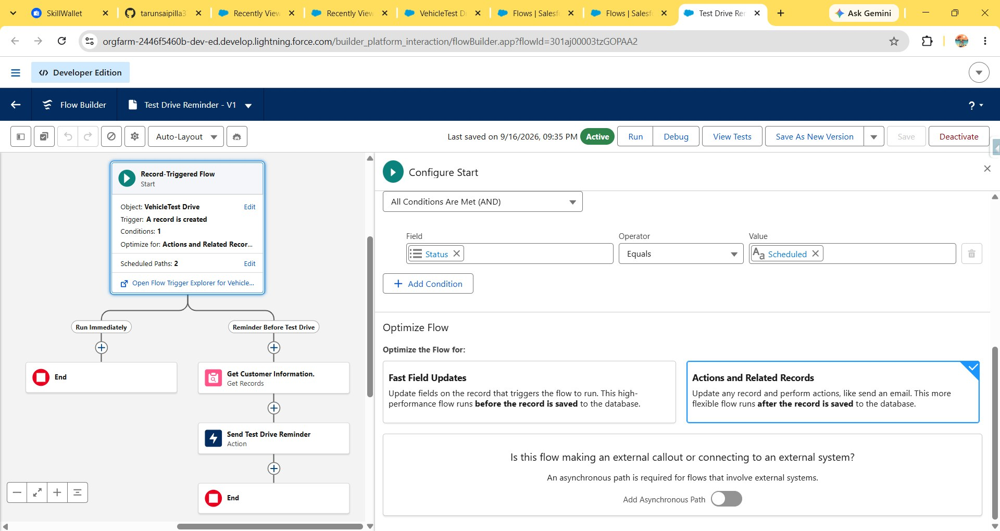 SkillWallet
tarunsaipilla3
Recently View
Recently View
VehicleTest D
Flows | Salesf
Flows | Salesfo
Test Drive Rem
Ask Gemini
orgfarm-2446f5460b-dev-ed.develop.lightning.force.com/builder_platform_interaction/flowBuilder.app?flowId=301aj00003tzGOPAA2
Developer Edition
Flow Builder
Test Drive Reminder - V1
?
Auto-Layout
Last saved on 9/16/2026, 09:35 PM
Active
Run
Debug
View Tests
Save As New Version
Save
Deactivate
Record-Triggered Flow
Start
Object: VehicleTest Drive
Edit
Trigger: A record is created
Conditions: 1
Optimize for: Actions and Related Recor...
Scheduled Paths: 2
Edit
Open Flow Trigger Explorer for Vehicle...
Run Immediately
Reminder Before Test Drive
End
Get Customer Information.
Get Records
Send Test Drive Reminder
Action
End
Configure Start
All Conditions Are Met (AND)
Field
Operator
Value
Status
Equals
Aa Scheduled
Add Condition
Optimize Flow
Optimize the Flow for:
Fast Field Updates
Update fields on the record that triggers the flow to run. This high-
performance flow runs before the record is saved to the database.
Actions and Related Records
Update any record and perform actions, like send an email. This more
flexible flow runs after the record is saved to the database.
Is this flow making an external callout or connecting to an external system?
An asynchronous path is required for flows that involve external systems.
Add Asynchronous Path